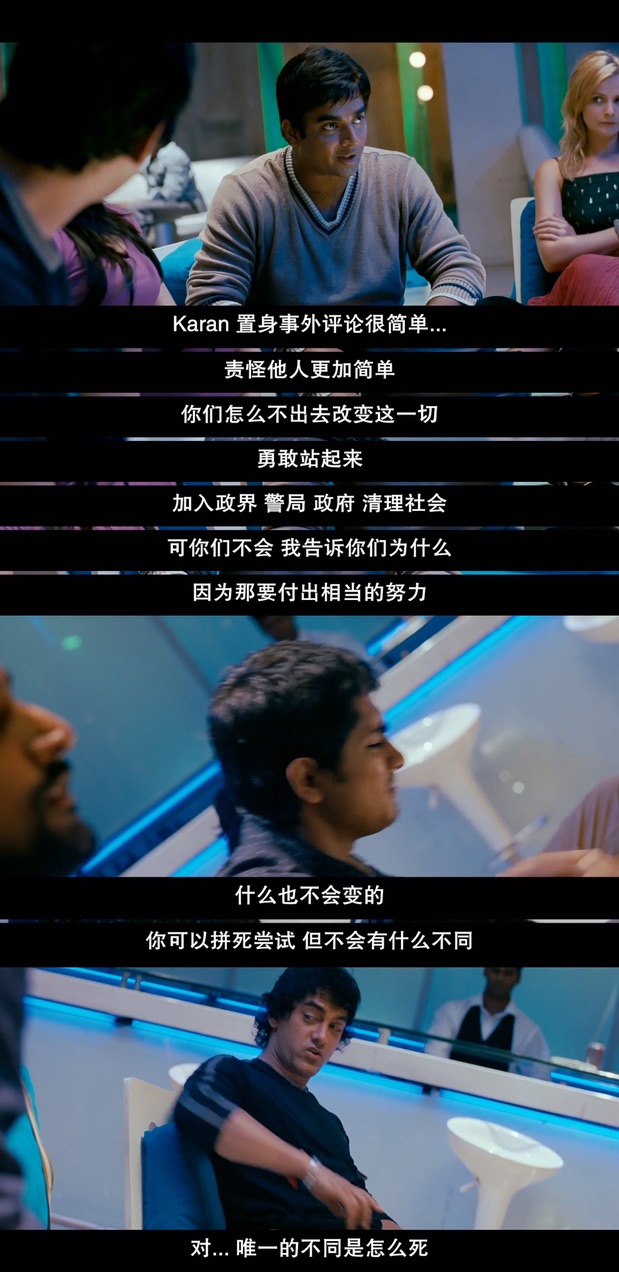 Karan 置身事外评论很简单...
责怪他人更加简单
你们怎么不出去改变这一切
勇敢站起来
加入政界 警局 政府 清理社会
可你们不会 我告诉你们为什么
因为那要付出相当的努力
什么也不会变的
你可以拼死尝试 但不会有什么不同
对... 唯一的不同是怎么死